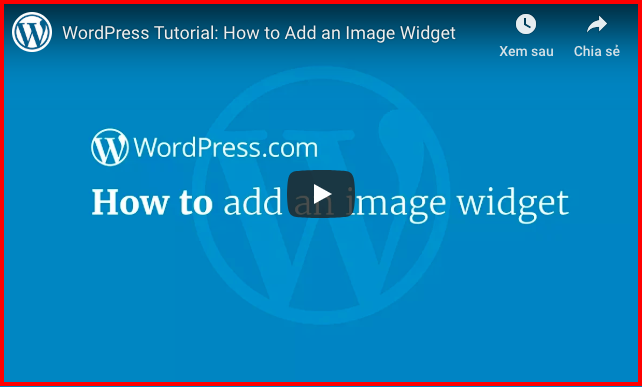 WordPress Tutorial: How to Add an Image Widget
Xem sau
Chia sẻ
WordPress.com
How to add an image widget